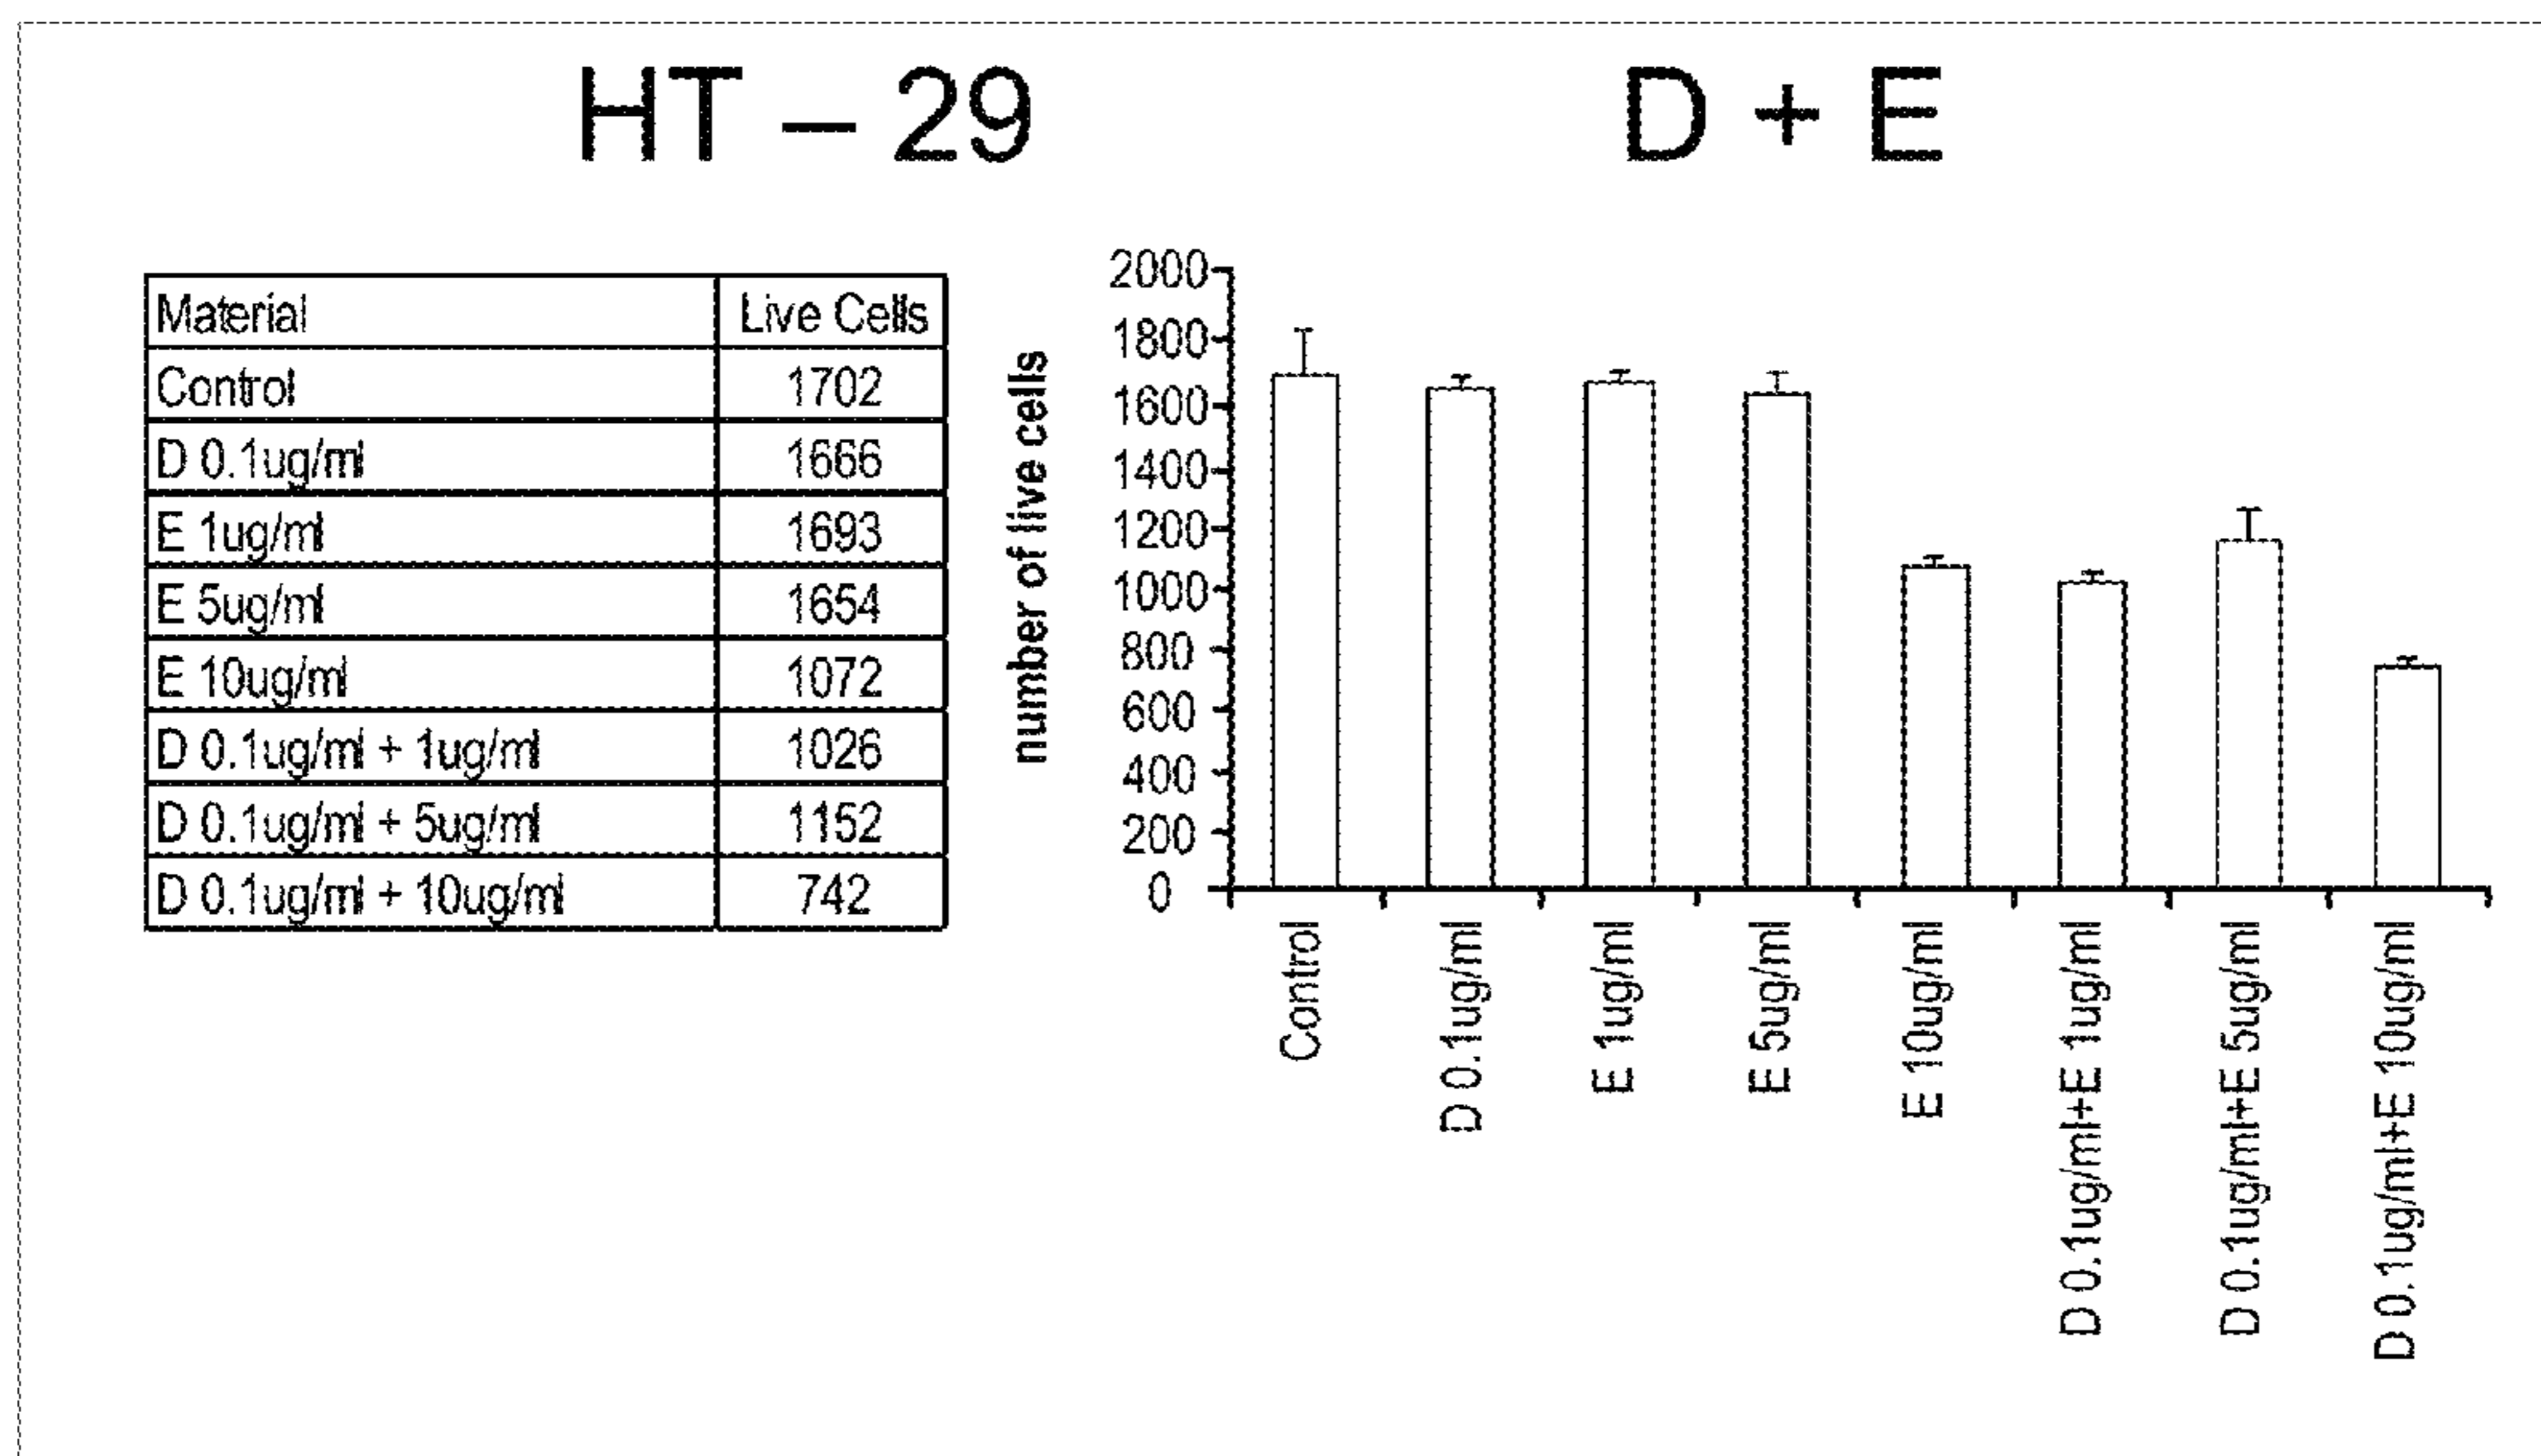 HT – 29
D + E
Material Live Cells
Control 1702
D 0.1ug/ml 1666
E 1ug/ml 1693
E 5ug/ml 1654
E 10ug/ml 1072
D 0.1ug/ml + 1ug/ml 1026
D 0.1ug/ml + 5ug/ml 1152
D 0.1ug/ml + 10ug/ml 742
number of live cells
2000
1800
1600
1400
1200
1000
800
600
400
200
0
Control
D 0.1ug/ml
E 1ug/ml
E 5ug/ml
E 10ug/ml
D 0.1ug/ml+E 1ug/ml
D 0.1ug/ml+E 5ug/ml
D 0.1ug/ml+E 10ug/ml